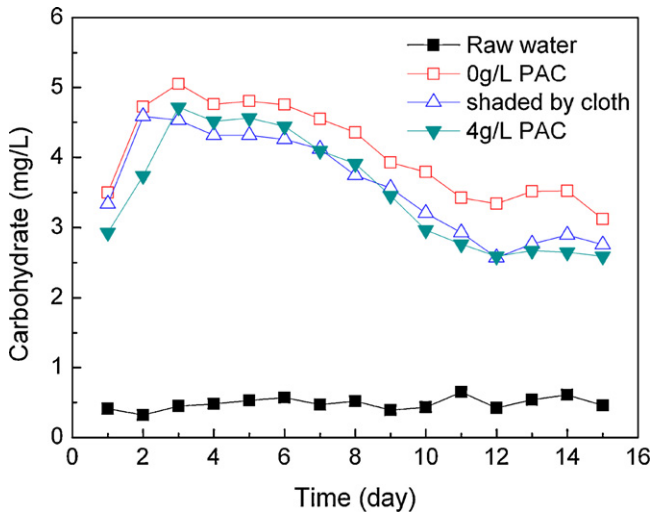 Raw water
0g/L PAC
shaded by cloth
4g/L PAC
Carbohydrate (mg/L)
6
5
4
3
2
1
0
0 2 4 6 8 10 12 14 16
Time (day)